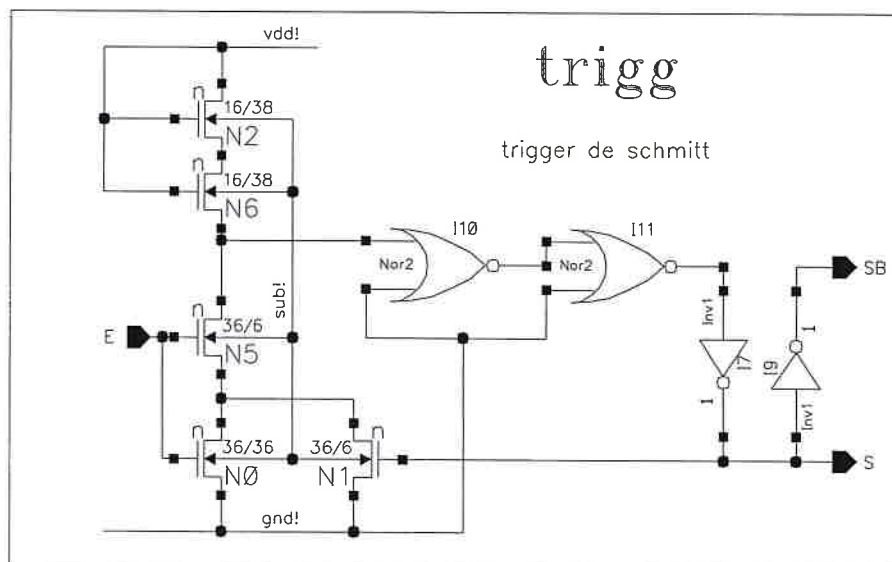 vdd!
trigg
trigger de schmitt
n
16/38
N2
n
16/38
N6
I10
Nor2
I11
Nor2
sub!
E
n
36/6
N5
Inv1
I7
1
I9
1
Inv1
SB
n
36/36
N0
36/6
N1
n
S
gnd!